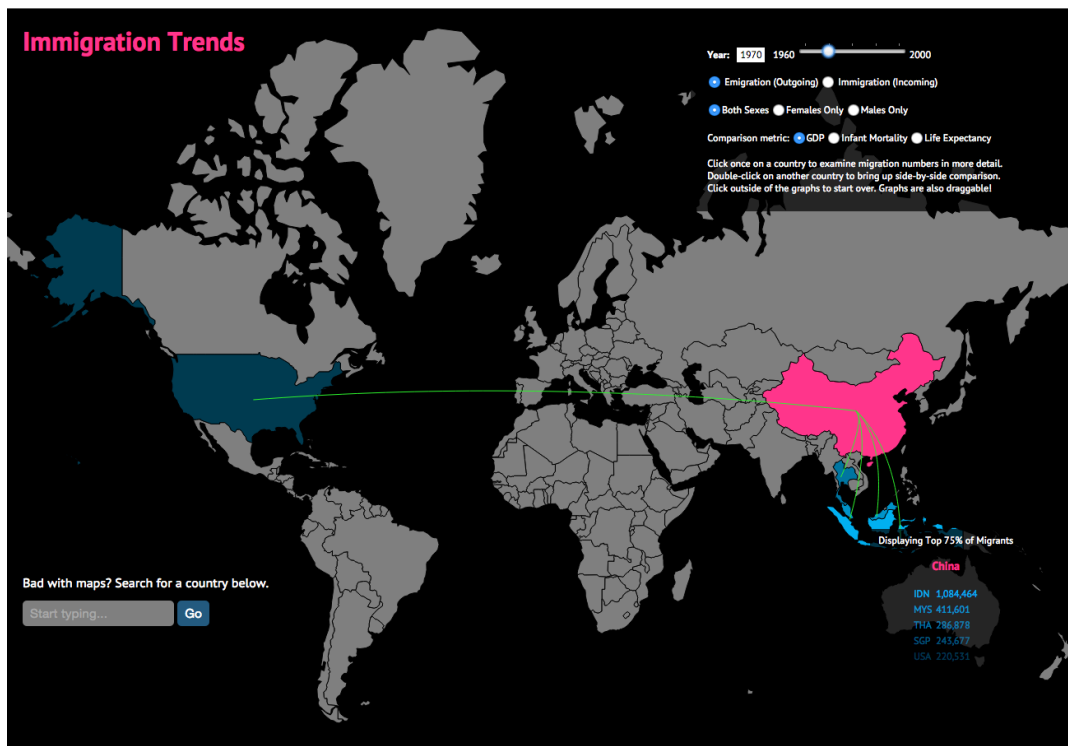 Immigration Trends
Year: 1970 1960 2000
Emigration (Outgoing) Immigration (Incoming)
Both Sexes Females Only Males Only
Comparison metric: GDP Infant Mortality Life Expectancy
Click once on a country to examine migration numbers in more detail.
Double-click on another country to bring up side-by-side comparison.
Click outside of the graphs to start over. Graphs are also draggable!
Displaying Top 75% of Migrants
China
IDN 1,084,464
MYS 411,601
THA 286,878
SGP 243,677
USA 220,531
Bad with maps? Search for a country below.
Start typing... Go